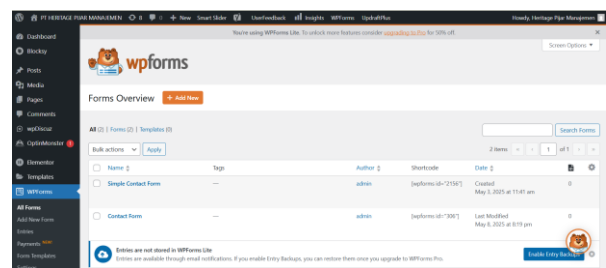 PT HERITAGE PIJAR MANAJEMEN 8 0 + New Smart Slider UserFeedback Insights WPForms UpdraftPlus Howdy, Heritage Pijar Manajemen
You're using WPForms Lite. To unlock more features consider upgrading to Pro for 50% off.
Screen Options
Dashboard
Blocksy
Posts
Media
Pages
Comments
wpDiscuz
OptinMonster
Elementor
Templates
WPForms
All Forms
Add New Form
Entries
Payments NEW!
Form Templates
Settings
wpforms
Forms Overview + Add New
All (2) | Forms (2) | Templates (0)
Search Forms
Bulk actions Apply 2 items 1 of 1
Name Tags Author Shortcode Date
Simple Contact Form — admin [wpforms id="2156"] Created
May 3, 2025 at 11:41 am 0
Contact Form — admin [wpforms id="306"] Last Modified
May 8, 2025 at 8:19 pm 0
Entries are not stored in WPForms Lite
Entries are available through email notifications. If you enable Entry Backups, you can restore them once you upgrade to WPForms Pro.
Enable Entry Backups